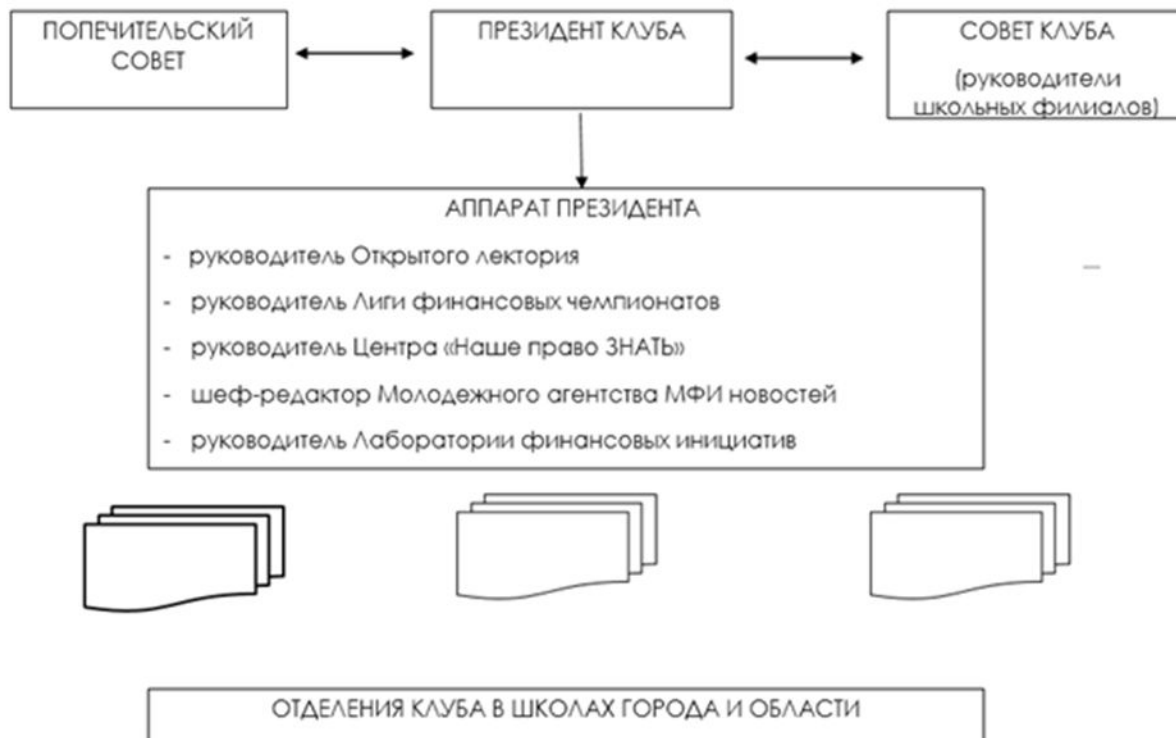 ПОПЕЧИТЕЛЬСКИЙ
СОВЕТ
ПРЕЗИДЕНТ КЛУБА
СОВЕТ КЛУБА
(руководители
школьных филиалов)
АППАРАТ ПРЕЗИДЕНТА
- руководитель Открытого лектория
- руководитель Лиги финансовых чемпионатов
- руководитель Центра «Наше право ЗНАТЬ»
- шеф-редактор Молодежного агентства МФИ новостей
- руководитель Лаборатории финансовых инициатив
ОТДЕЛЕНИЯ КЛУБА В ШКОЛАХ ГОРОДА И ОБЛАСТИ